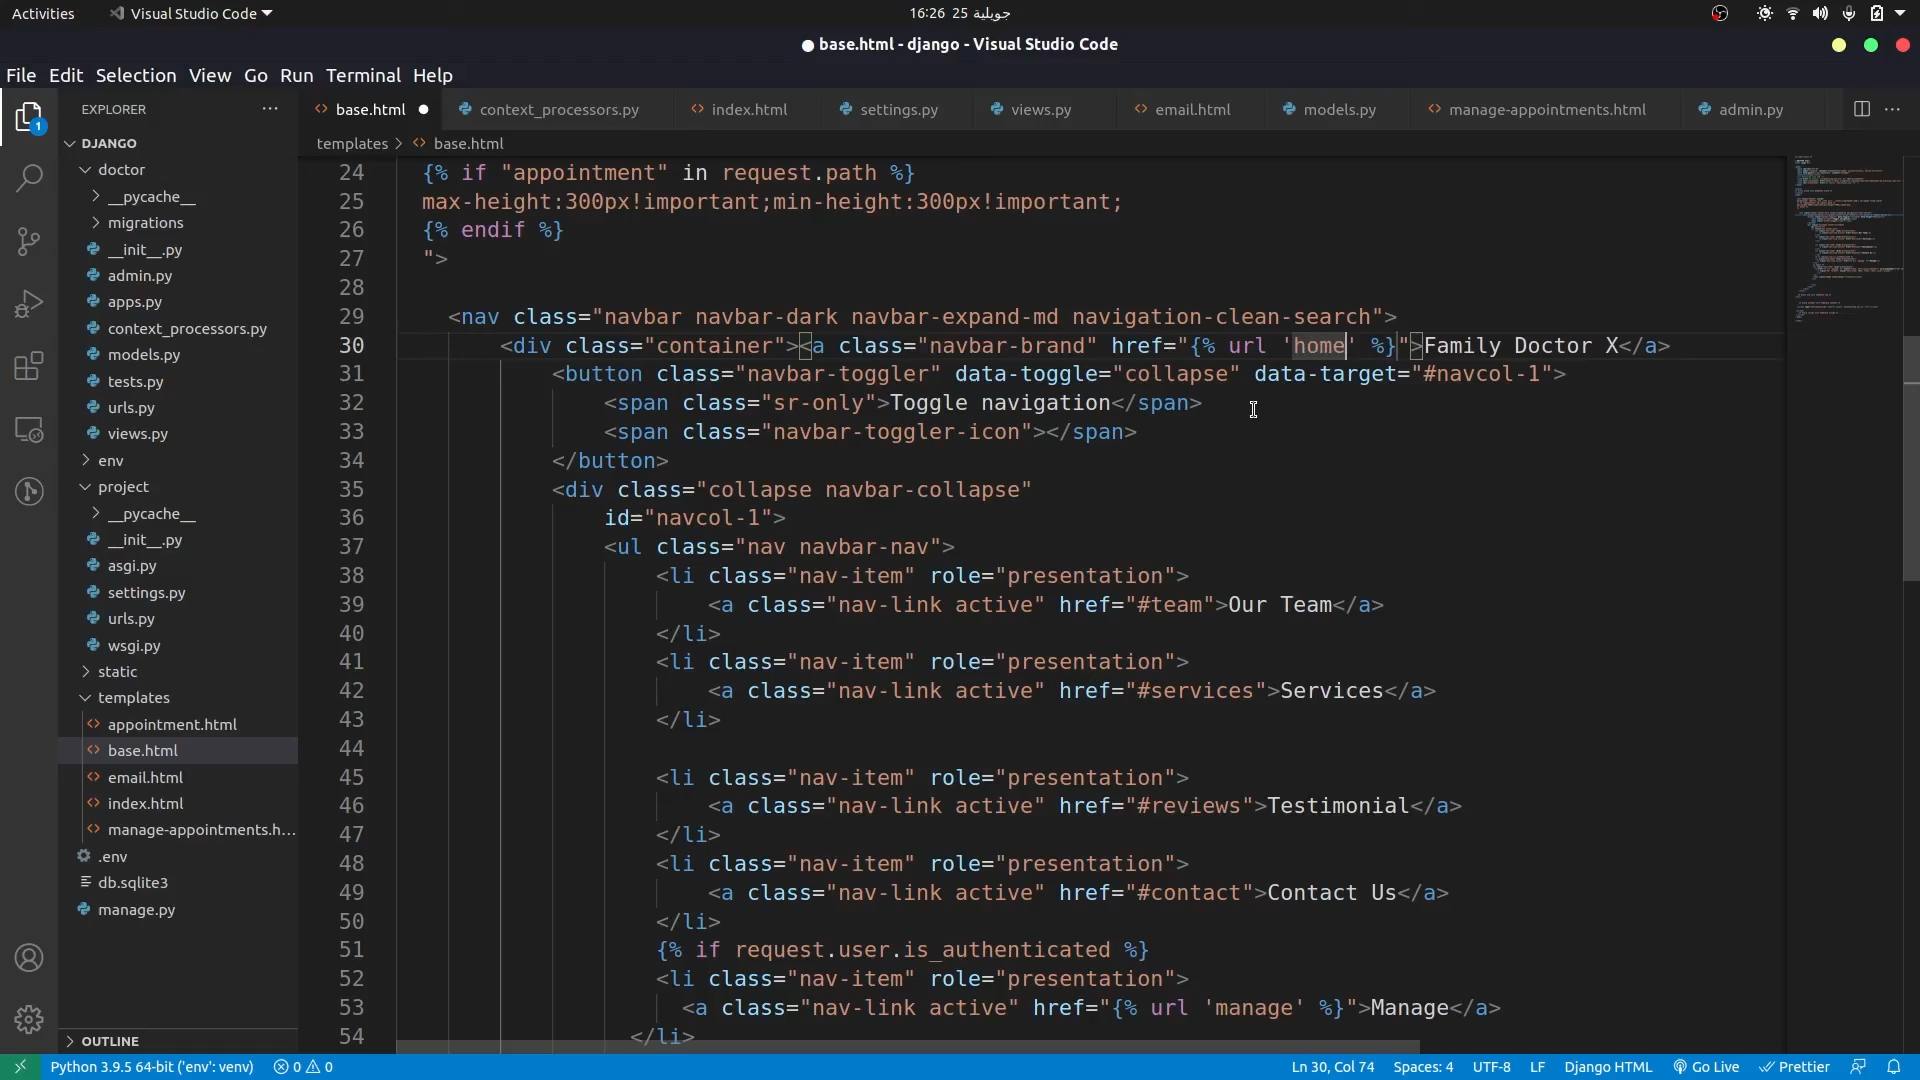 Activities
Visual Studio Code
16:26 25 جويلية
base.html - django - Visual Studio Code
File Edit Selection View Go Run Terminal Help
EXPLORER
base.html
context_processors.py
index.html
settings.py
views.py
email.html
models.py
manage-appointments.html
admin.py
templates > base.html
1
DJANGO
doctor
__pycache__
migrations
__init__.py
admin.py
apps.py
context_processors.py
models.py
tests.py
urls.py
views.py
env
project
__pycache__
__init__.py
asgi.py
settings.py
urls.py
wsgi.py
static
templates
appointment.html
base.html
email.html
index.html
manage-appointments.h...
.env
db.sqlite3
manage.py
OUTLINE
24 {% if "appointment" in request.path %}
25 max-height:300px!important;min-height:300px!important;
26 {% endif %}
27 ">
28
29 <nav class="navbar navbar-dark navbar-expand-md navigation-clean-search">
30 <div class="container"><a class="navbar-brand" href="{% url 'home' %}">Family Doctor X</a>
31 <button class="navbar-toggler" data-toggle="collapse" data-target="#navcol-1">
32 <span class="sr-only">Toggle navigation</span>
33 <span class="navbar-toggler-icon"></span>
34 </button>
35 <div class="collapse navbar-collapse"
36 id="navcol-1">
37 <ul class="nav navbar-nav">
38 <li class="nav-item" role="presentation">
39 <a class="nav-link active" href="#team">Our Team</a>
40 </li>
41 <li class="nav-item" role="presentation">
42 <a class="nav-link active" href="#services">Services</a>
43 </li>
44
45 <li class="nav-item" role="presentation">
46 <a class="nav-link active" href="#reviews">Testimonial</a>
47 </li>
48 <li class="nav-item" role="presentation">
49 <a class="nav-link active" href="#contact">Contact Us</a>
50 </li>
51 {% if request.user.is_authenticated %}
52 <li class="nav-item" role="presentation">
53 <a class="nav-link active" href="{% url 'manage' %}">Manage</a>
54 </li>
Python 3.9.5 64-bit ('env': venv) 0 0 Ln 30, Col 74 Spaces: 4 UTF-8 LF Django HTML Go Live Prettier